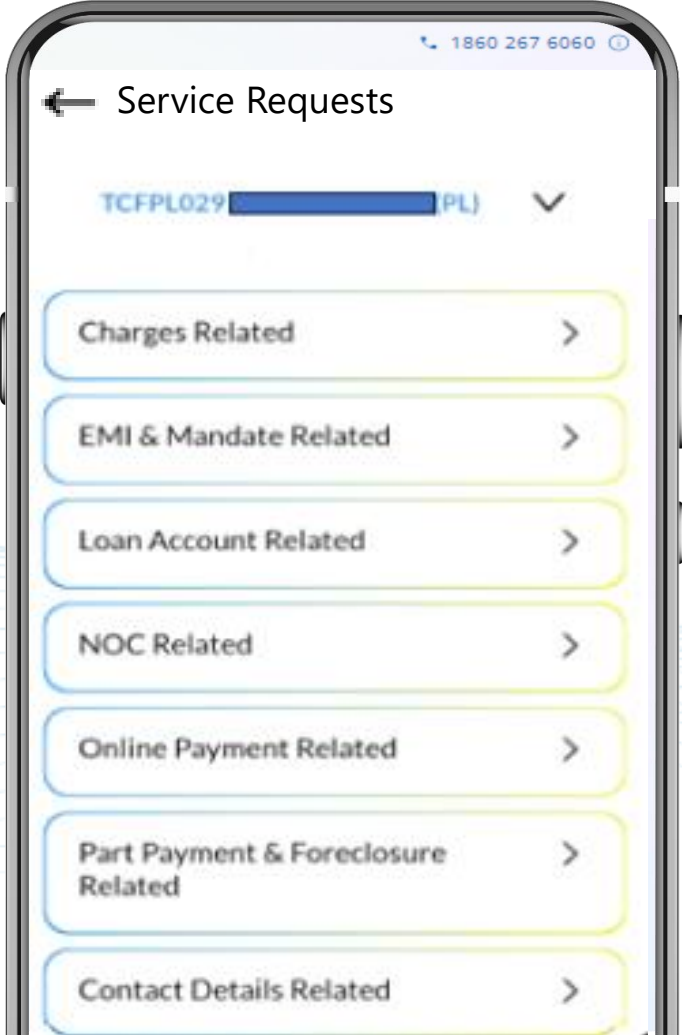 1860 267 6060
Service Requests
TCFPL029 (PL)
Charges Related
EMI & Mandate Related
Loan Account Related
NOC Related
Online Payment Related
Part Payment & Foreclosure
Related
Contact Details Related